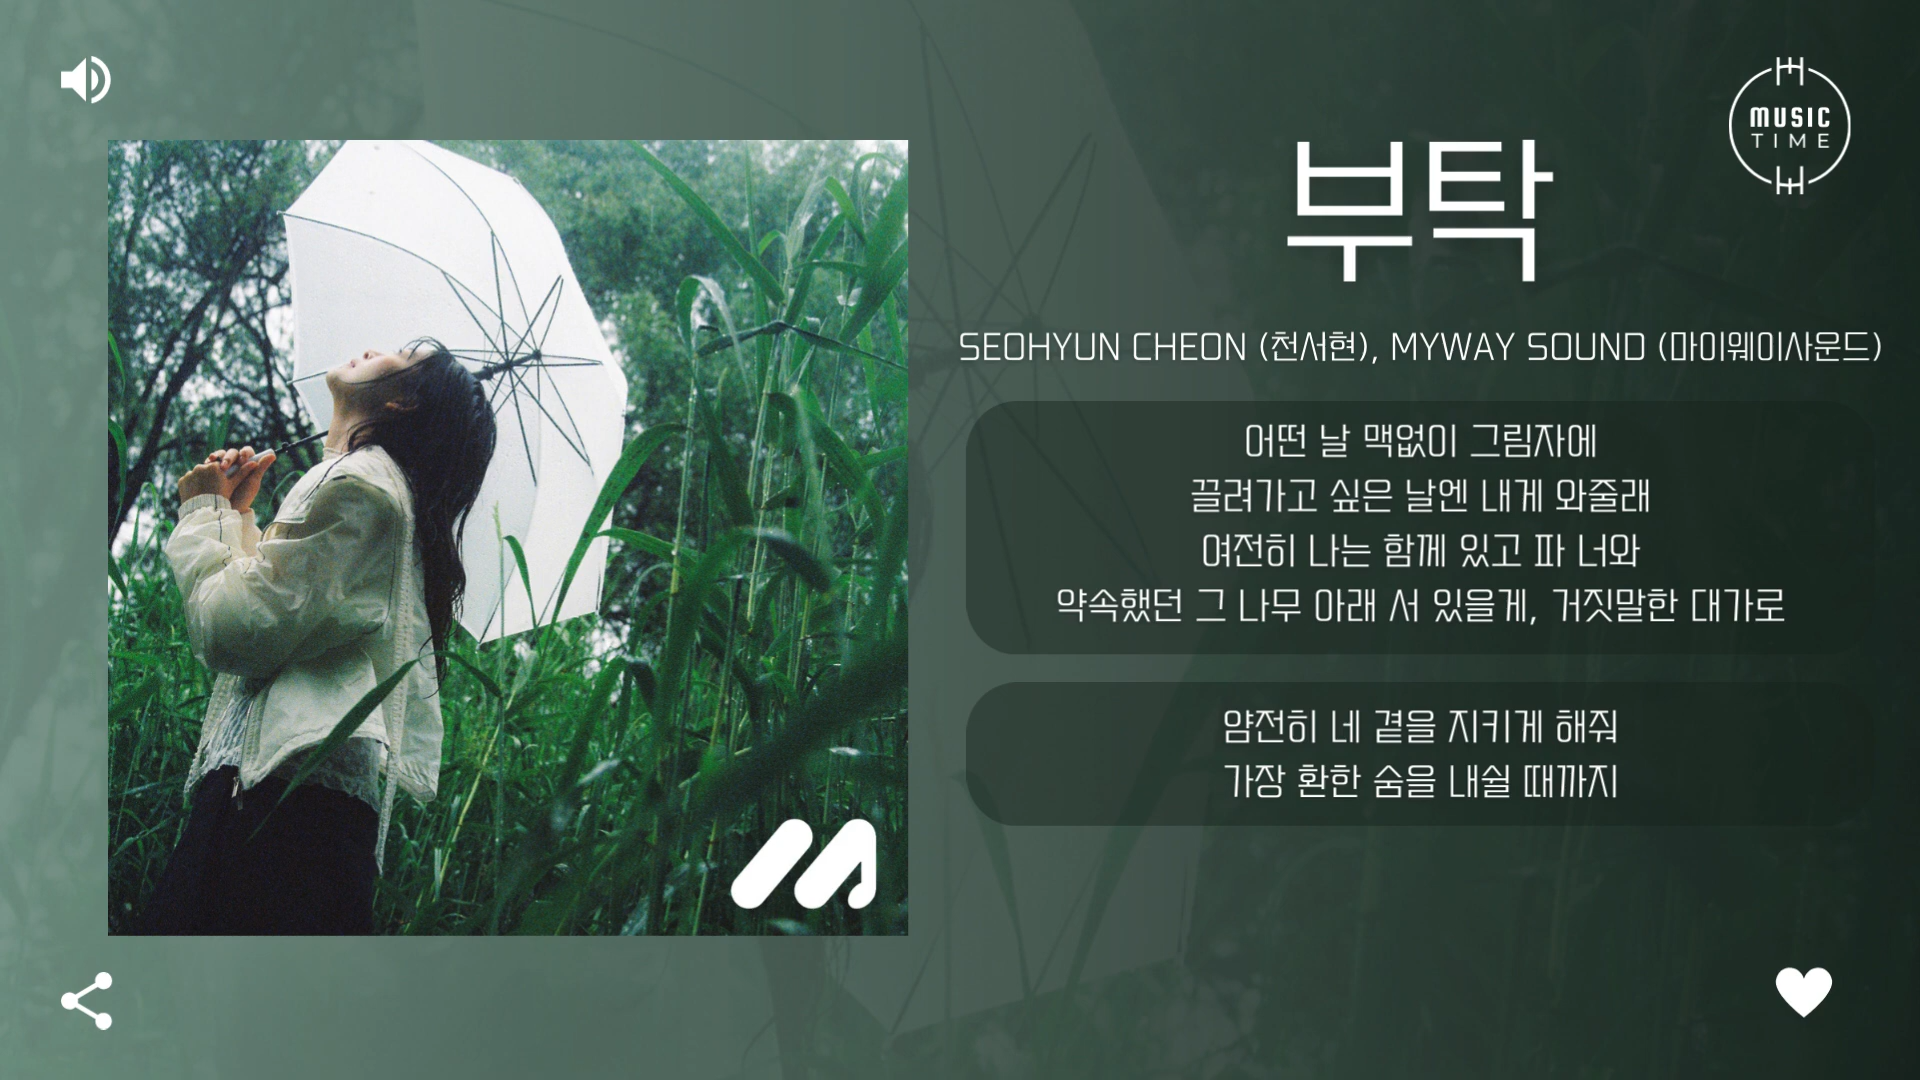 MUSIC
TIME
부탁
SEOHYUN CHEON (천서현), MYWAY SOUND (마이웨이사운드)
어떤 날 맥없이 그림자에
끌려가고 싶은 날엔 내게 와줄래
여전히 나는 함께 있고 파 너와
약속했던 그 나무 아래 서 있을게, 거짓말한 대가로
얌전히 네 곁을 지키게 해줘
가장 환한 숨을 내쉴 때까지